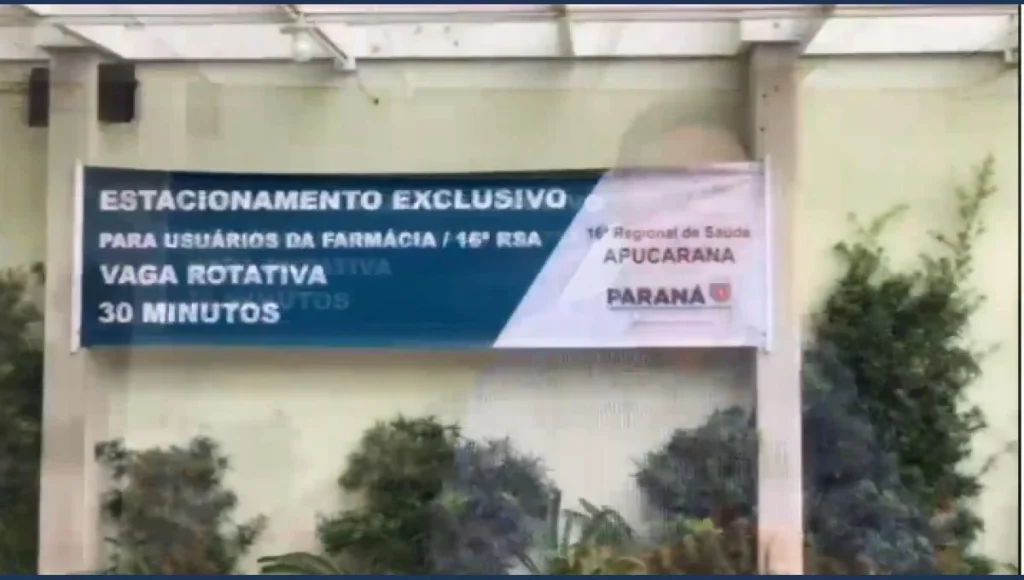 ESTACIONAMENTO EXCLUSIVO
PARA USUÁRIOS DA FARMÁCIA / 16ª RSA
VAGA ROTATIVA
30 MINUTOS
16ª Regional de Saúde
APUCARANA
PARANÁ